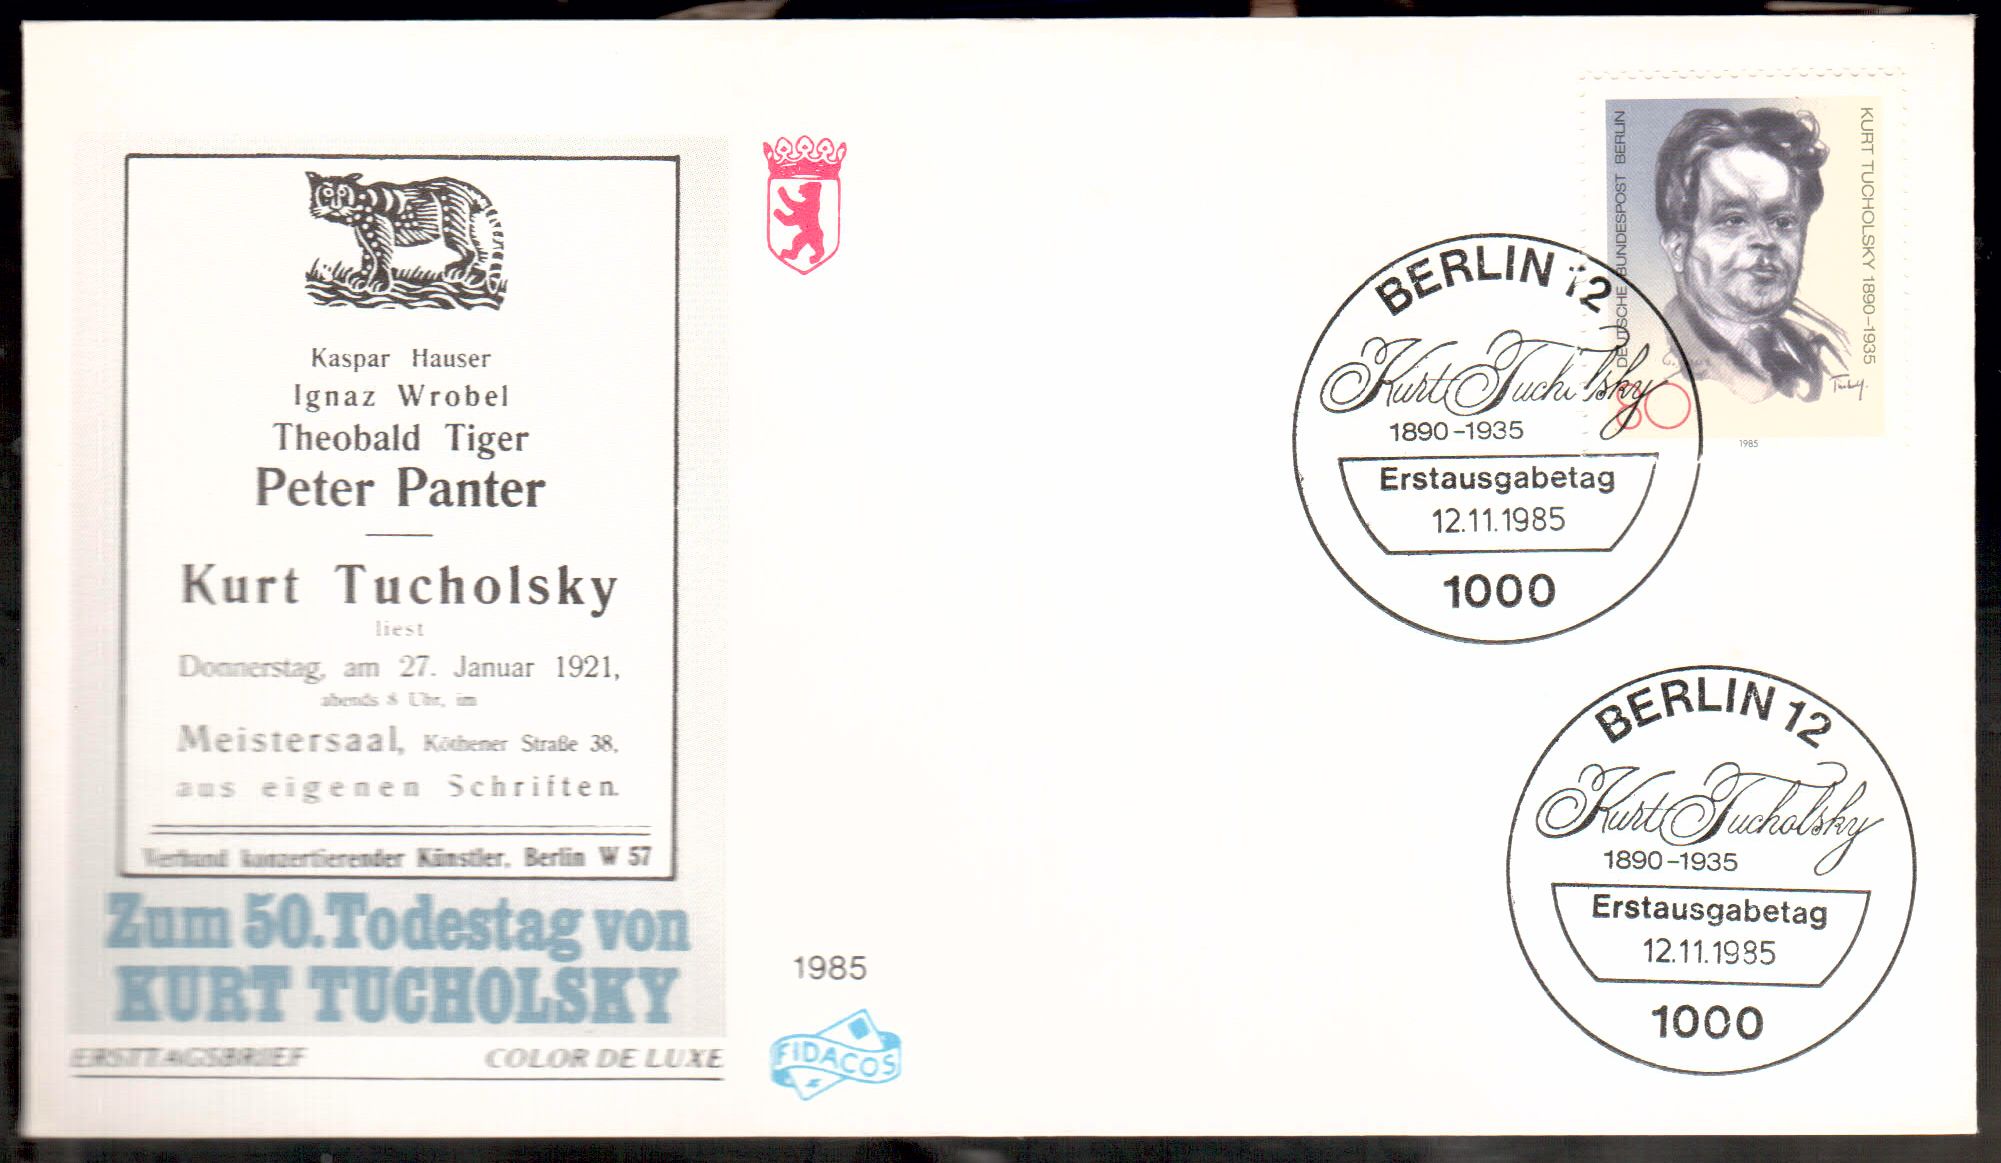 Kaspar Hauser
Ignaz Wrobel
Theobald Tiger
Peter Panter
Kurt Tucholsky
liest
Donnerstag, am 27. Januar 1921,
abends 8 Uhr, im
Meistersaal, Köthener Straße 38,
aus eigenen Schriften.
Verband konzertierender Künstler, Berlin W 57
Zum 50. Todestag von
KURT TUCHOLSKY
ERSTTAGSBRIEF COLOR DE LUXE
1985
FIDACOS
DEUTSCHE BUNDESPOST BERLIN
KURT TUCHOLSKY 1890-1935
80
1985
BERLIN 12
Kurt Tucholsky
1890-1935
Erstausgabetag
12.11.1985
1000
BERLIN 12
Kurt Tucholsky
1890-1935
Erstausgabetag
12.11.1985
1000